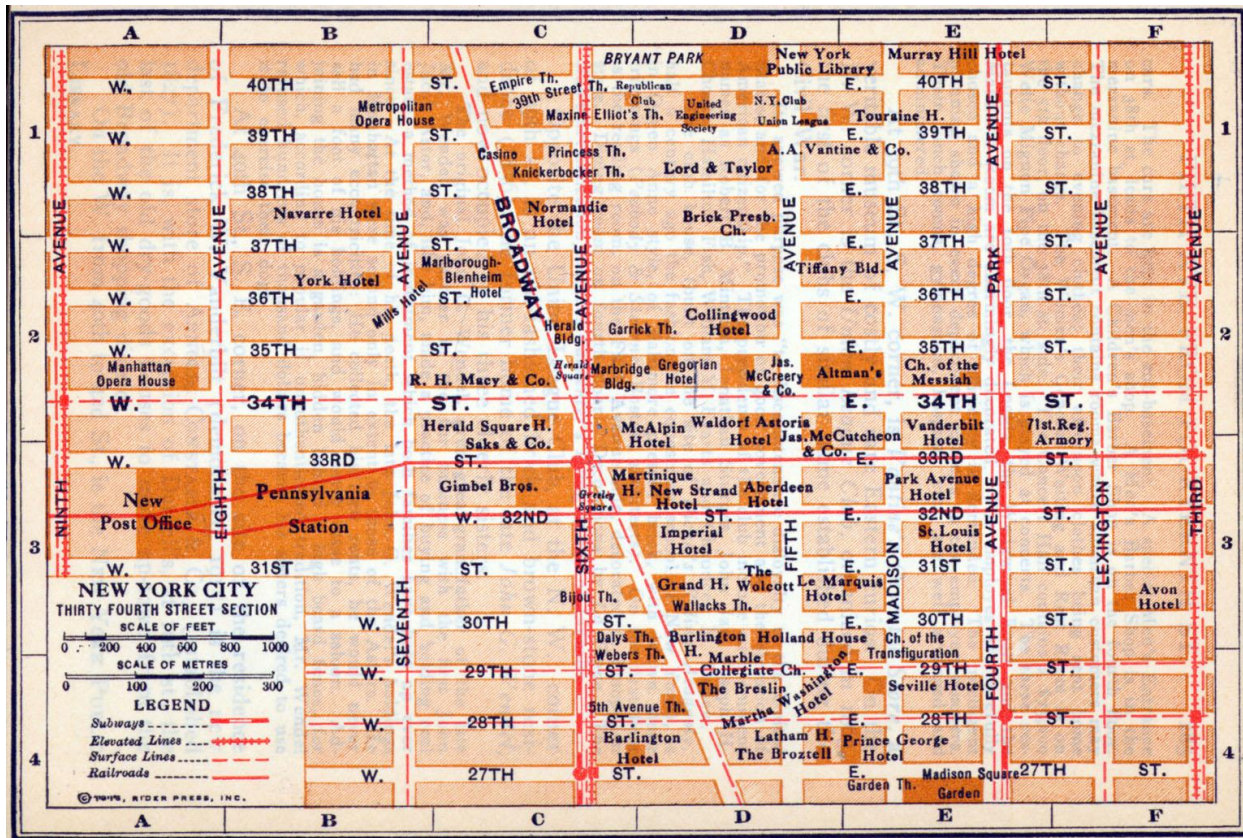 A B C D E F
BRYANT PARK
New York
Public Library
Murray Hill Hotel
W. 40TH ST. E. 40TH ST.
Empire Th.
39th Street Th.
Republican
Club
Metropolitan
Opera House
Maxine Elliot's Th.
United
Engineering
Society
N.Y. Club
Union League
Touraine H.
1 1
W. 39TH ST. E. 39TH ST.
Casino
Princess Th.
Knickerbocker Th.
Lord & Taylor
A.A. Vantine & Co.
W. 38TH ST. E. 38TH ST.
Navarre Hotel
Normandie
Hotel
Brick Presb.
Ch.
W. 37TH ST. E. 37TH ST.
York Hotel
Mills Hotel
Marlborough-
Blenheim
Hotel
Tiffany Bld.
W. 36TH ST. E. 36TH ST.
Herald
Bldg.
Garrick Th.
Collingwood
Hotel
2 2
W. 35TH ST. E. 35TH ST.
Manhattan
Opera House
R. H. Macy & Co.
Herald
Square
Marbridge
Bldg.
Gregorian
Hotel
Jas.
McCreery
& Co.
Altman's
Ch. of the
Messiah
W. 34TH ST. E. 34TH ST.
Herald Square H.
Saks & Co.
McAlpin
Hotel
Waldorf Astoria
Hotel
Jas. McCutcheon
& Co.
Vanderbilt
Hotel
71st. Reg.
Armory
W. 33RD ST. E. 33RD ST.
New
Post Office
Pennsylvania
Station
Gimbel Bros.
Greeley
Square
Martinique
H.
New Strand
Hotel
Aberdeen
Hotel
Park Avenue
Hotel
W. 32ND ST. E. 32ND ST.
Imperial
Hotel
St. Louis
Hotel
3 3
W. 31ST ST. E. 31ST ST.
Bijou Th.
Grand H.
Wallacks Th.
The
Wolcott
Le Marquis
Hotel
Avon
Hotel
W. 30TH ST. E. 30TH ST.
Dalys Th.
Webers Th.
Burlington
H.
Holland House
Marble
Collegiate Ch.
Ch. of the
Transfiguration
W. 29TH ST. E. 29TH ST.
The Breslin
Martha Washington
Hotel
Seville Hotel
5th Avenue Th.
W. 28TH ST. E. 28TH ST.
Earlington
Hotel
Latham H.
The Broztell
Prince George
Hotel
4 4
W. 27TH ST. E. 27TH ST.
Garden Th.
Madison Square
Garden
NINTH AVENUE
EIGHTH AVENUE
SEVENTH AVENUE
BROADWAY
SIXTH AVENUE
FIFTH AVENUE
MADISON AVENUE
FOURTH AVENUE
PARK AVENUE
LEXINGTON AVENUE
THIRD AVENUE
NEW YORK CITY
THIRTY FOURTH STREET SECTION
SCALE OF FEET
0 200 400 600 800 1000
SCALE OF METRES
0 100 200 300
LEGEND
Subways
Elevated Lines
Surface Lines
Railroads
RIDER PRESS, INC.
A B C D E F